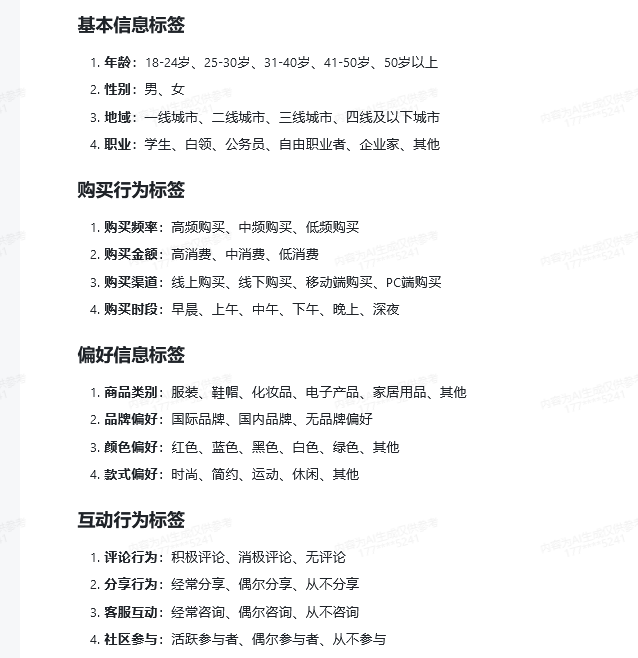 基本信息标签
1. 年龄：18-24岁、25-30岁、31-40岁、41-50岁、50岁以上
2. 性别：男、女
3. 地域：一线城市、二线城市、三线城市、四线及以下城市
4. 职业：学生、白领、公务员、自由职业者、企业家、其他
购买行为标签
1. 购买频率：高频购买、中频购买、低频购买
2. 购买金额：高消费、中消费、低消费
3. 购买渠道：线上购买、线下购买、移动端购买、PC端购买
4. 购买时段：早晨、上午、中午、下午、晚上、深夜
偏好信息标签
1. 商品类别：服装、鞋帽、化妆品、电子产品、家居用品、其他
2. 品牌偏好：国际品牌、国内品牌、无品牌偏好
3. 颜色偏好：红色、蓝色、黑色、白色、绿色、其他
4. 款式偏好：时尚、简约、运动、休闲、其他
互动行为标签
1. 评论行为：积极评论、消极评论、无评论
2. 分享行为：经常分享、偶尔分享、从不分享
3. 客服互动：经常咨询、偶尔咨询、从不咨询
4. 社区参与：活跃参与者、偶尔参与者、从不参与